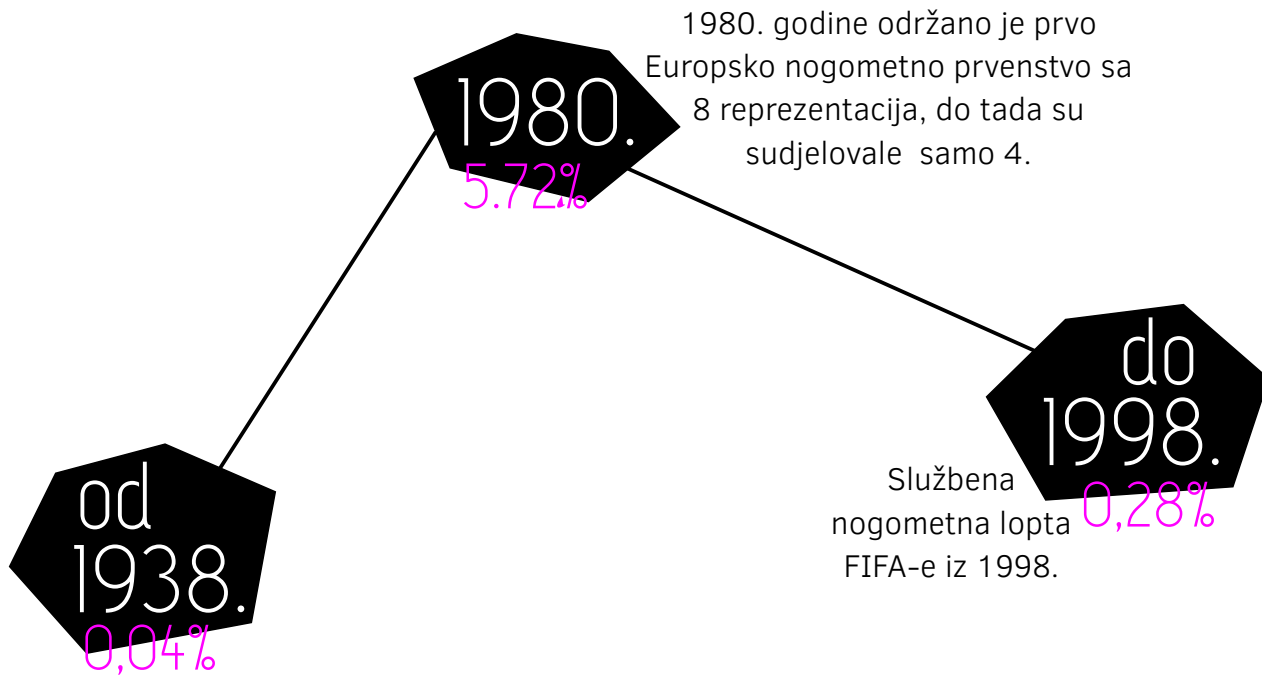 1980. godine održano je prvo
Europsko nogometno prvenstvo sa
8 reprezentacija, do tada su
sudjelovale  samo 4.
1980.
5.72%
do
1998.
0,28%
Službena
nogometna lopta
FIFA-e iz 1998.
od
1938.
0,04%